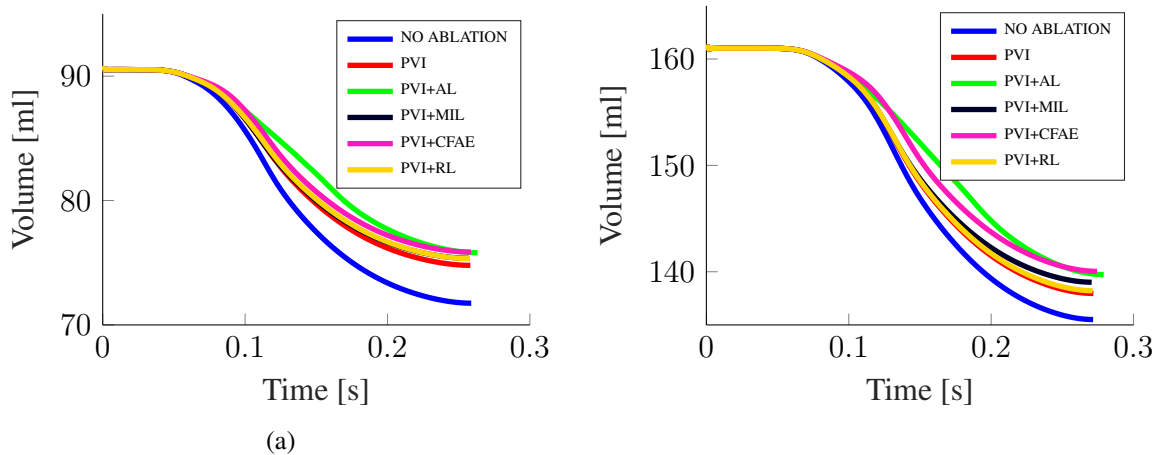 90
80
70
0
0.1
0.2
0.3
Volume [ml]
Time [s]
NO ABLATION
PVI
PVI+AL
PVI+MIL
PVI+CFAE
PVI+RL
(a)
160
150
140
0
0.1
0.2
0.3
Volume [ml]
Time [s]
NO ABLATION
PVI
PVI+AL
PVI+MIL
PVI+CFAE
PVI+RL